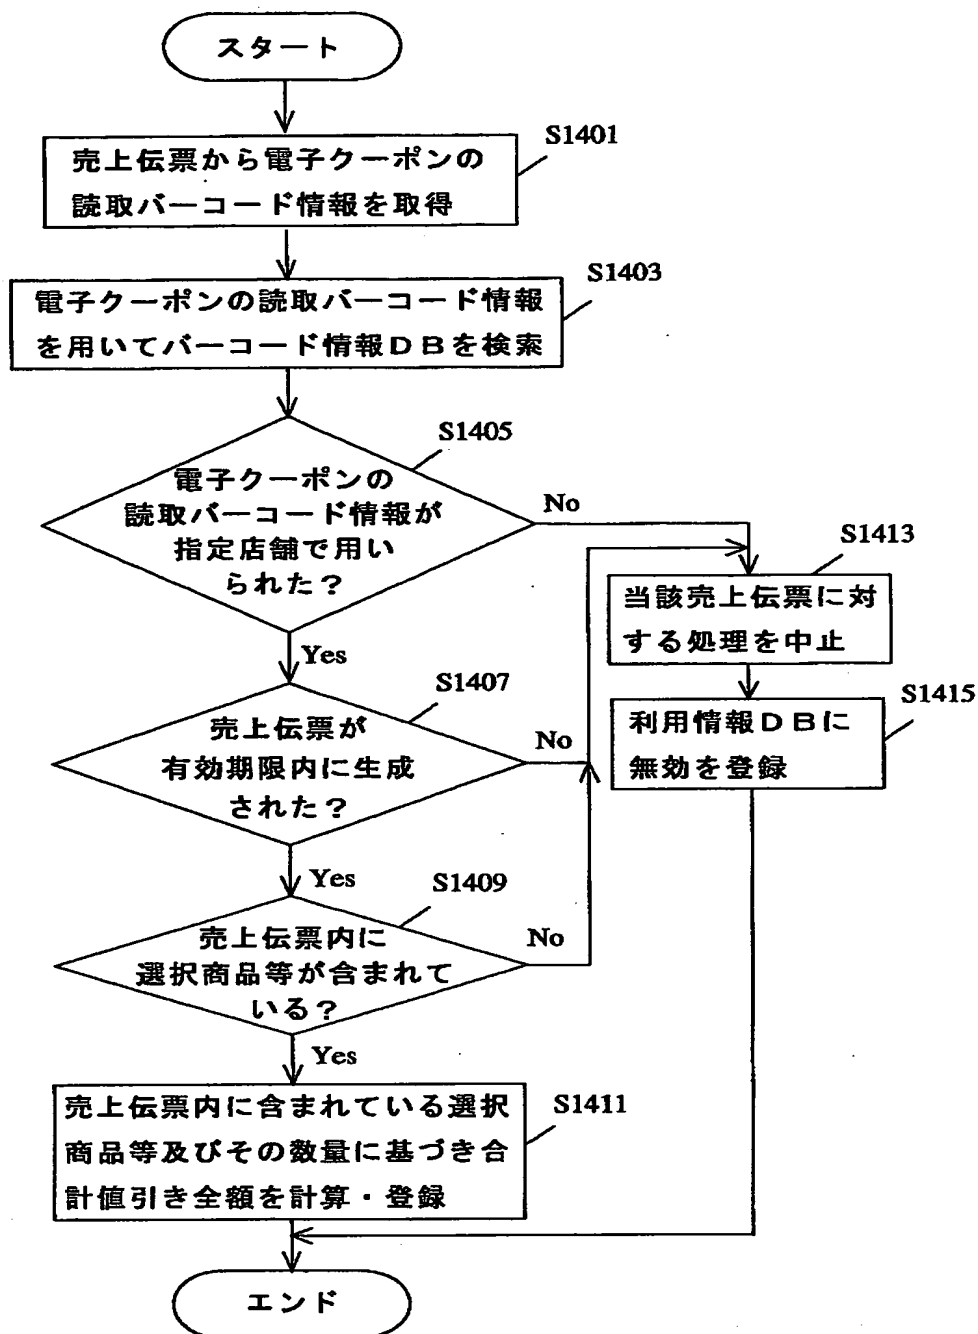 スタート
S1401
売上伝票から電子クーポンの
読取バーコード情報を取得
S1403
電子クーポンの読取バーコード情報
を用いてバーコード情報DBを検索
S1405
電子クーポンの
読取バーコード情報が
指定店舗で用い
られた?
No
Yes
S1413
当該売上伝票に対
する処理を中止
S1407
売上伝票が
有効期限内に生成
された?
No
Yes
S1415
利用情報DBに
無効を登録
S1409
売上伝票内に
選択商品等が含まれて
いる?
No
Yes
S1411
売上伝票内に含まれている選択
商品等及びその数量に基づき合
計値引き全額を計算・登録
エンド